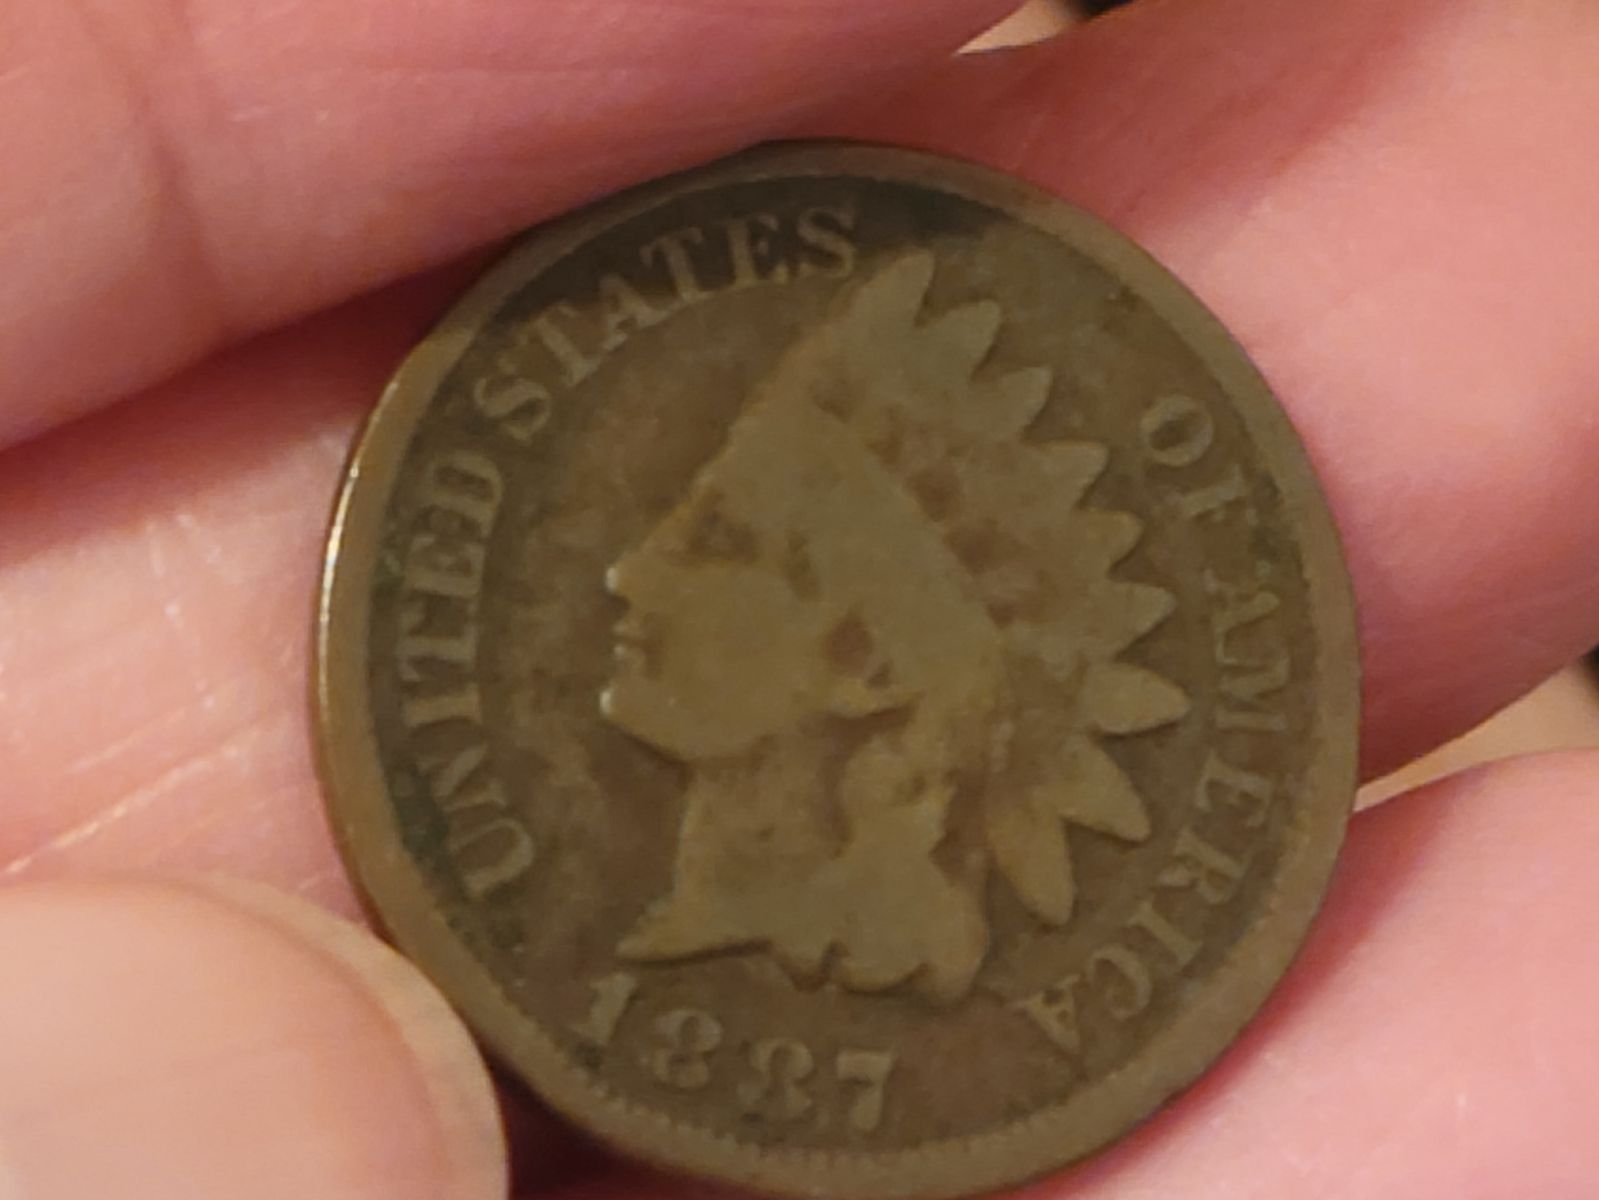 UNITED STATES OF AMERICA
1887